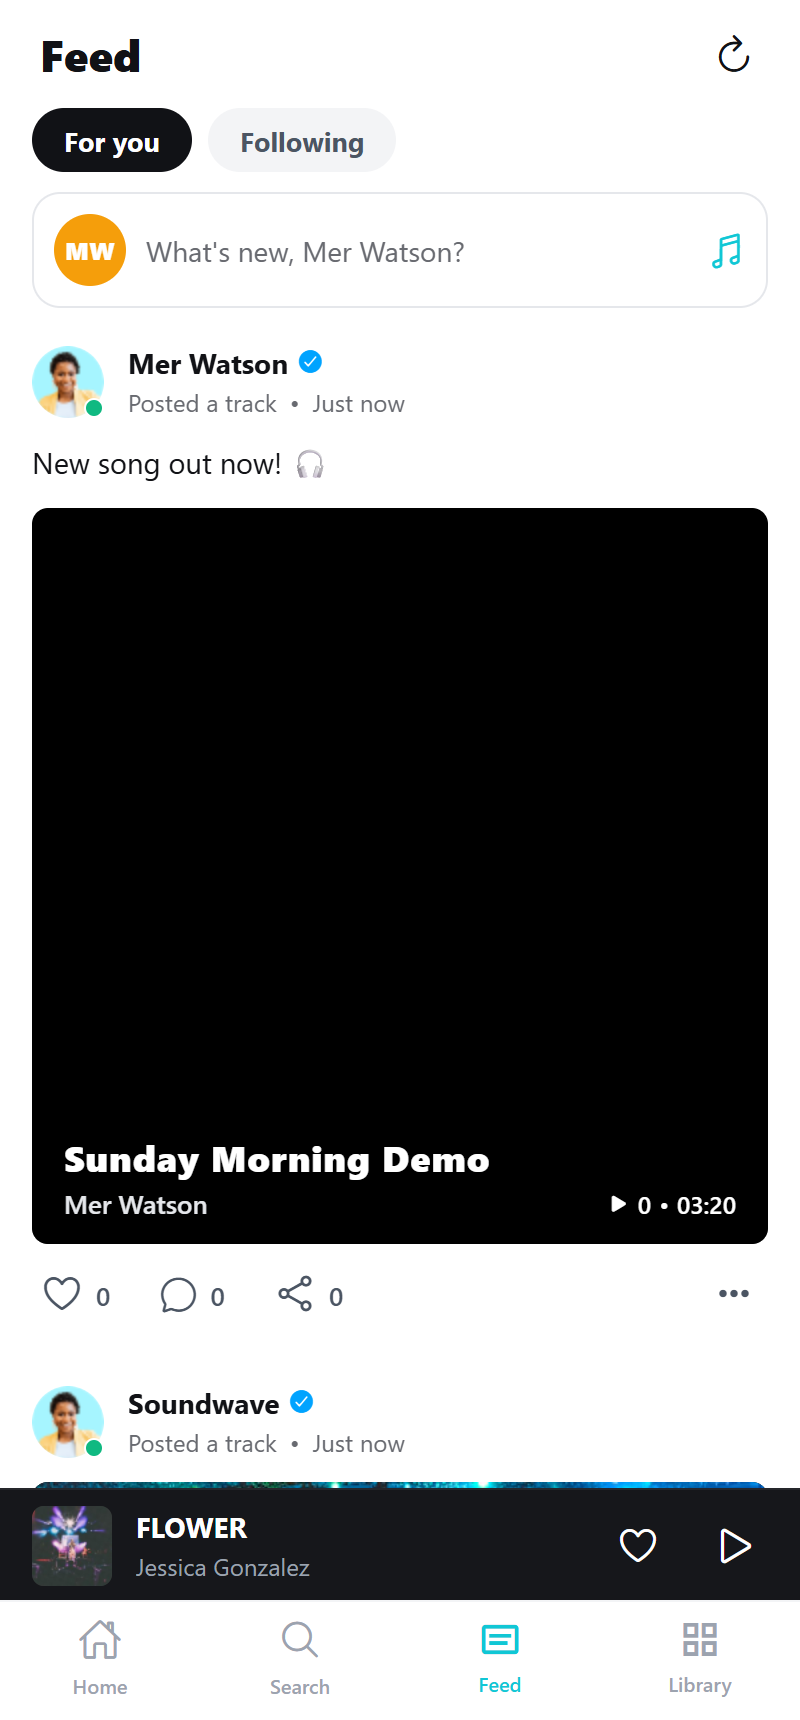 Feed
For you
Following
MW
What's new, Mer Watson?
Mer Watson
Posted a track • Just now
New song out now! 🎧
Sunday Morning Demo
Mer Watson
0 • 03:20
0
0
0
Soundwave
Posted a track • Just now
FLOWER
Jessica Gonzalez
Home
Search
Feed
Library